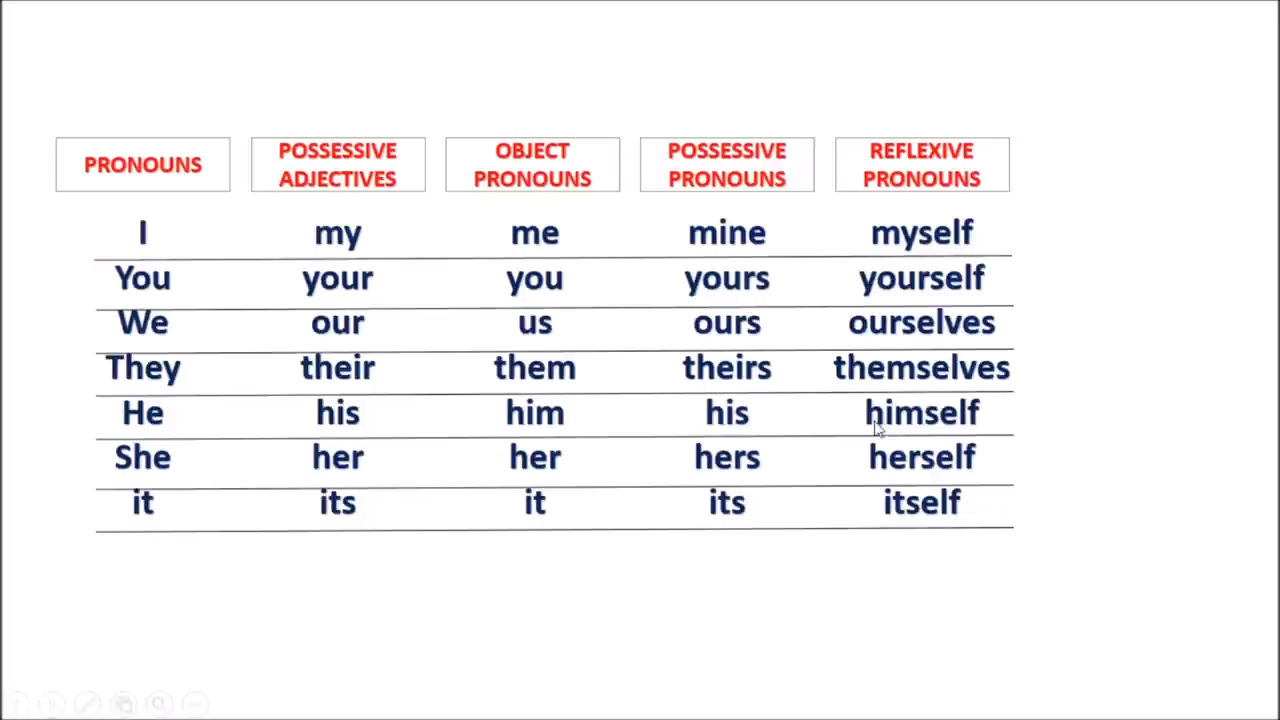 PRONOUNS POSSESSIVE ADJECTIVES OBJECT PRONOUNS POSSESSIVE PRONOUNS REFLEXIVE PRONOUNS
I my me mine myself
You your you yours yourself
We our us ours ourselves
They their them theirs themselves
He his him his himself
She her her hers herself
it its it its itself